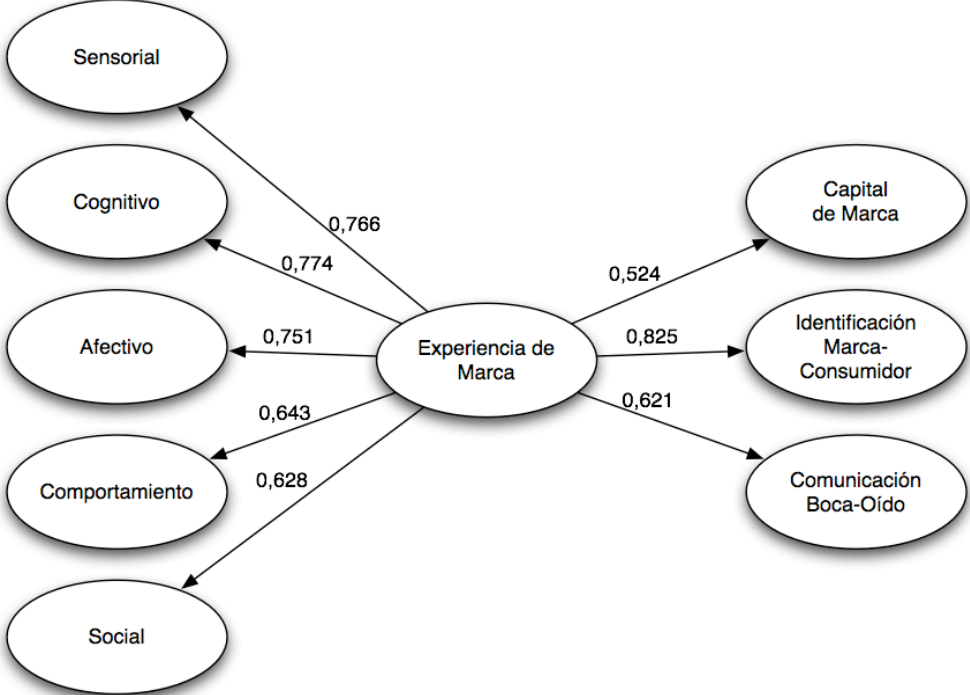 Sensorial
Cognitivo
Afectivo
Comportamiento
Social
0,766
0,774
0,751
0,643
0,628
Experiencia de
Marca
0,524
0,825
0,621
Capital
de Marca
Identificación
Marca-
Consumidor
Comunicación
Boca-Oído